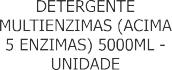 DETERGENTE
MULTIENZIMAS (ACIMA
5 ENZIMAS) 5000ML -
UNIDADE